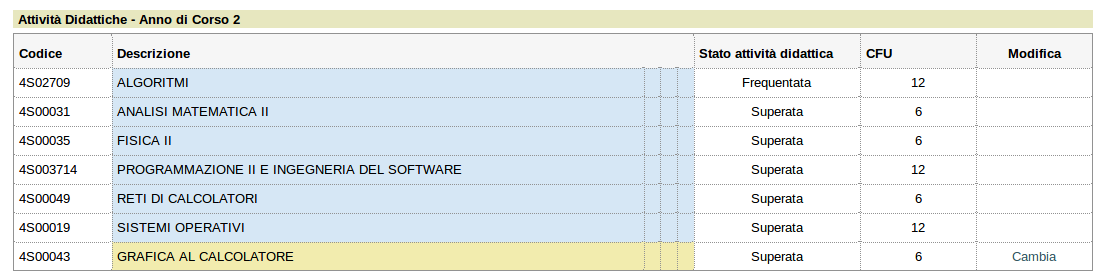 Attività Didattiche - Anno di Corso 2
Codice Descrizione Stato attività didattica CFU Modifica
4S02709 ALGORITMI Frequentata 12
4S00031 ANALISI MATEMATICA II Superata 6
4S00035 FISICA II Superata 6
4S003714 PROGRAMMAZIONE II E INGEGNERIA DEL SOFTWARE Superata 12
4S00049 RETI DI CALCOLATORI Superata 6
4S00019 SISTEMI OPERATIVI Superata 12
4S00043 GRAFICA AL CALCOLATORE Superata 6 Cambia